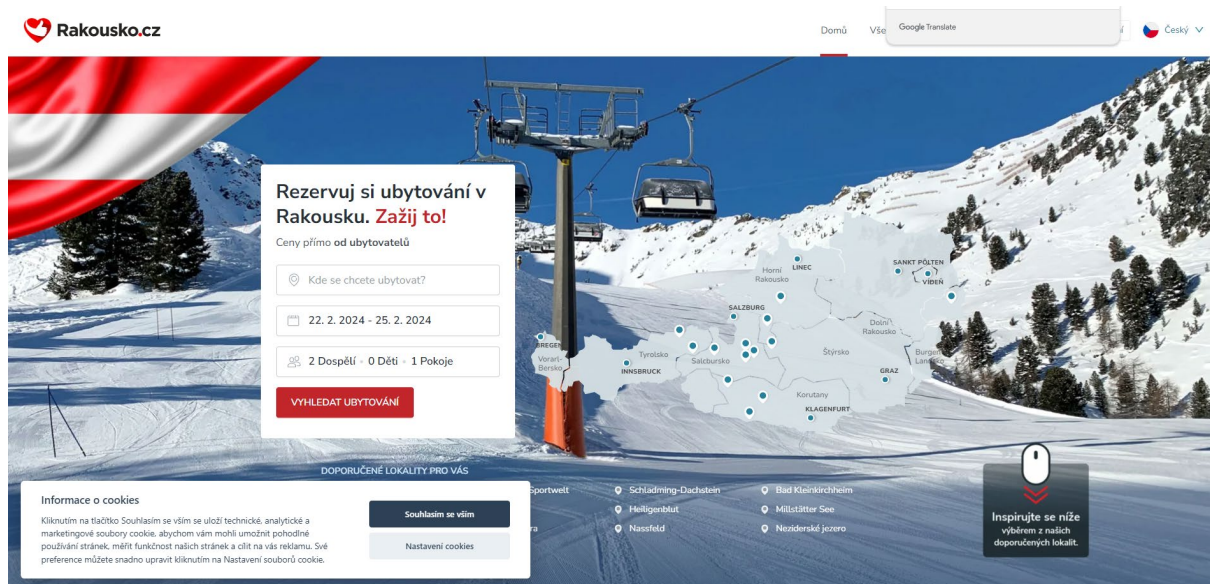 Rakousko.cz
Domů
Google Translate
Český
Rezervuj si ubytování v
Rakousku. Zažij to!
Ceny přímo od ubytovatelů
Kde se chcete ubytovat?
22. 2. 2024 - 25. 2. 2024
2 Dospělí • 0 Děti • 1 Pokoje
VYHLEDAT UBYTOVÁNÍ
Horní
Rakousko
LINEC
SANKT PÖLTEN
VÍDEŇ
SALZBURG
Dolní
Rakousko
Vorarl-
Bersko
Tyrolsko
INNSBRUCK
Salcbursko
Štýrsko
Burgen
Landsko
GRAZ
Korutany
KLAGENFURT
DOPORUČENÉ LOKALITY PRO VÁS
Sportwelt
Schladming-Dachstein
Heiligenblut
Nassfeld
Bad Kleinkirchheim
Millstätter See
Neziderské jezero
Inspirujte se níže
výběrem z našich
doporučených lokalit.
Informace o cookies
Kliknutím na tlačítko Souhlasím se vším se uloží technické, analytické a
marketingové soubory cookie, abychom vám mohli umožnit pohodlné
používání stránek, měřit funkčnost našich stránek a cílit na vás reklamu. Své
preference můžete snadno upravit kliknutím na Nastavení souborů cookie.
Souhlasím se vším
Nastavení cookies